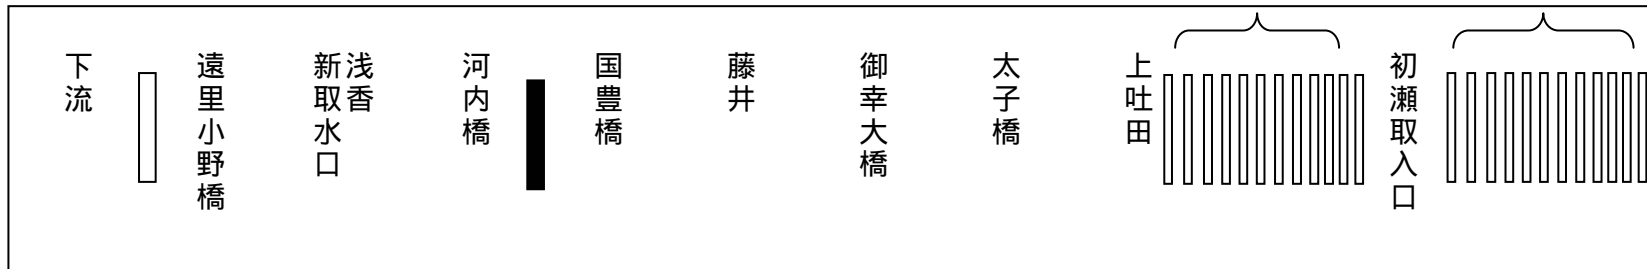 下流
遠里小野橋
浅香
新取水口
河内橋
国豊橋
藤井
御幸大橋
太子橋
上吐田
初瀬取入口